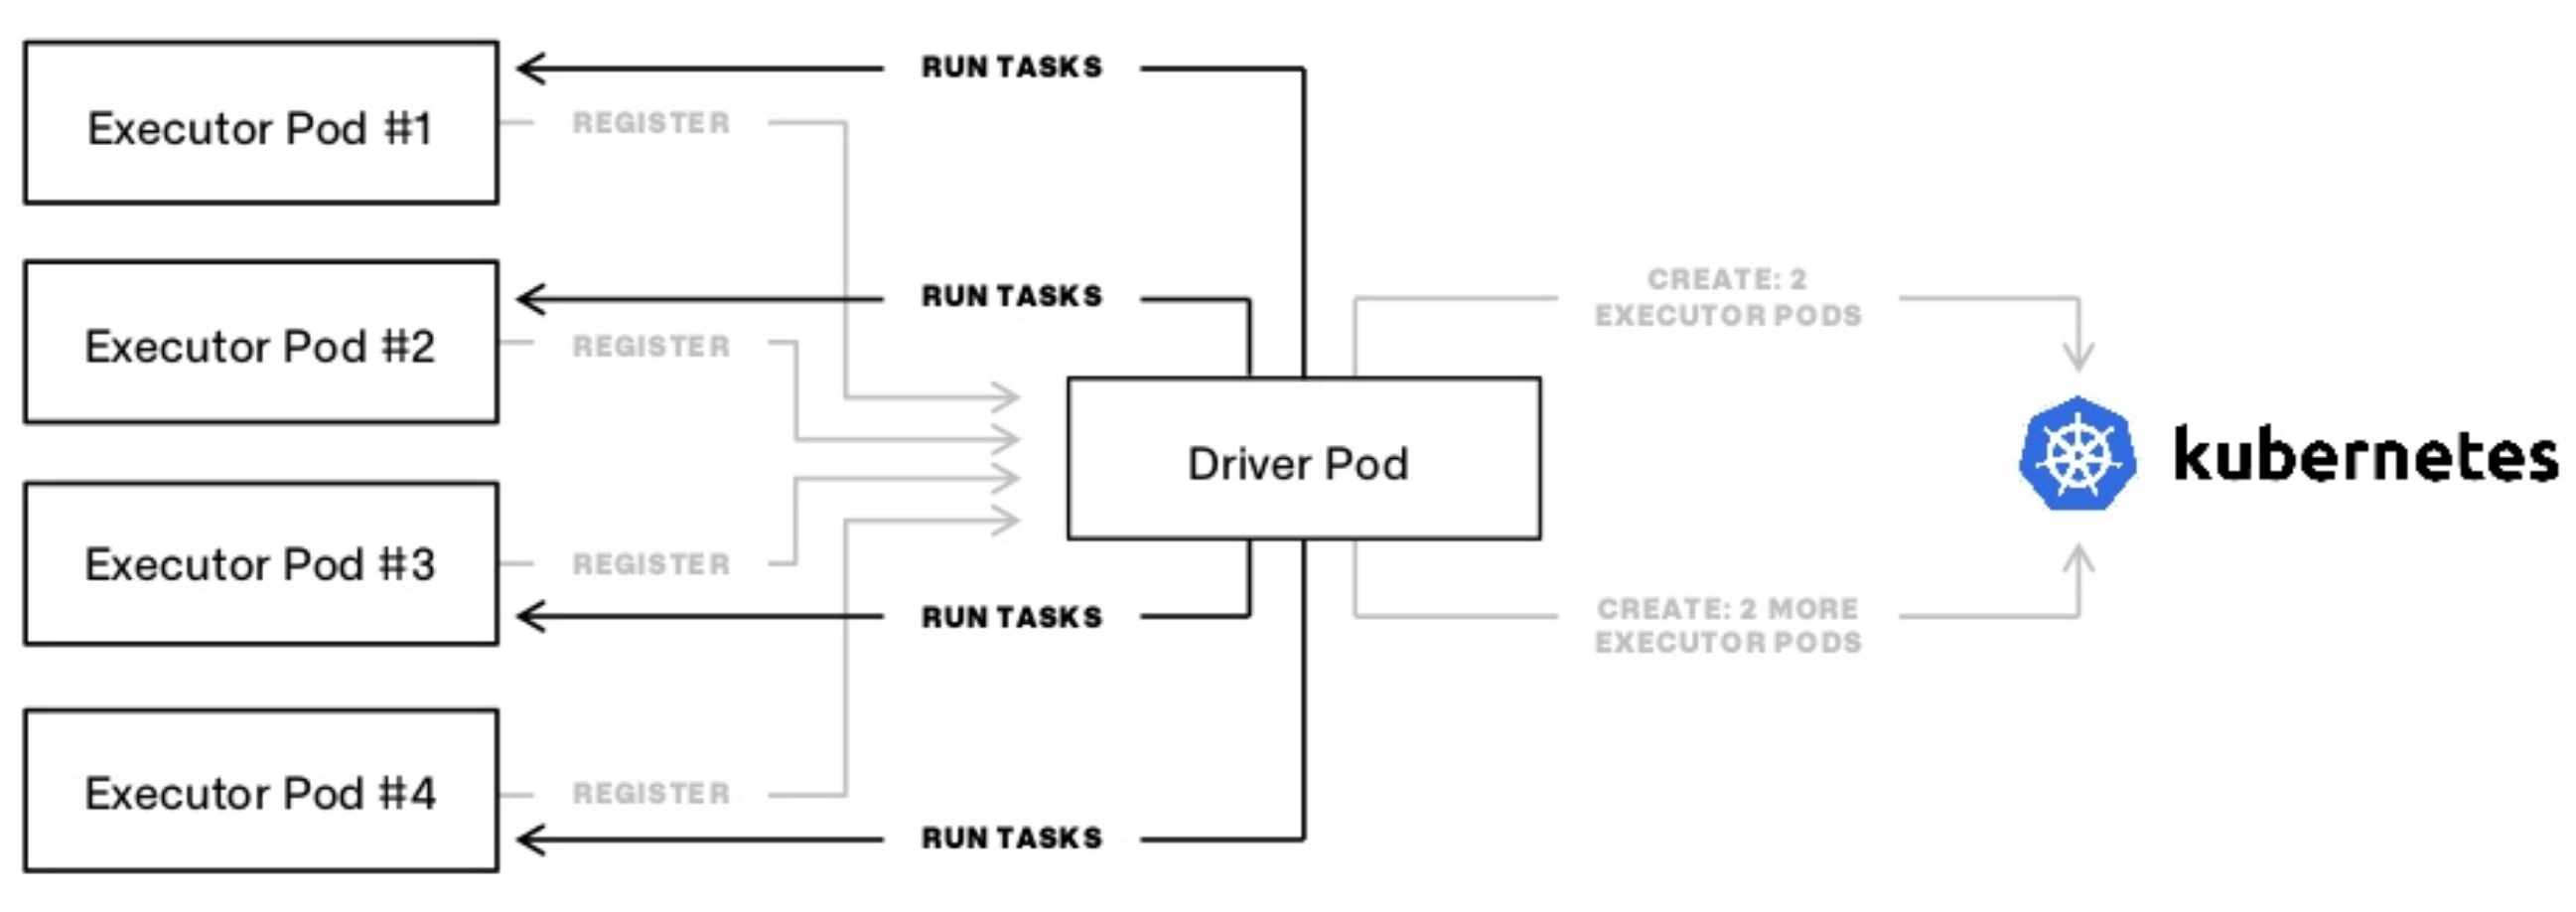 RUN TASKS
Executor Pod #1
REGISTER
RUN TASKS
Executor Pod #2
REGISTER
CREATE: 2
EXECUTOR PODS
Driver Pod
kubernetes
Executor Pod #3
REGISTER
RUN TASKS
CREATE: 2 MORE
EXECUTOR PODS
Executor Pod #4
REGISTER
RUN TASKS